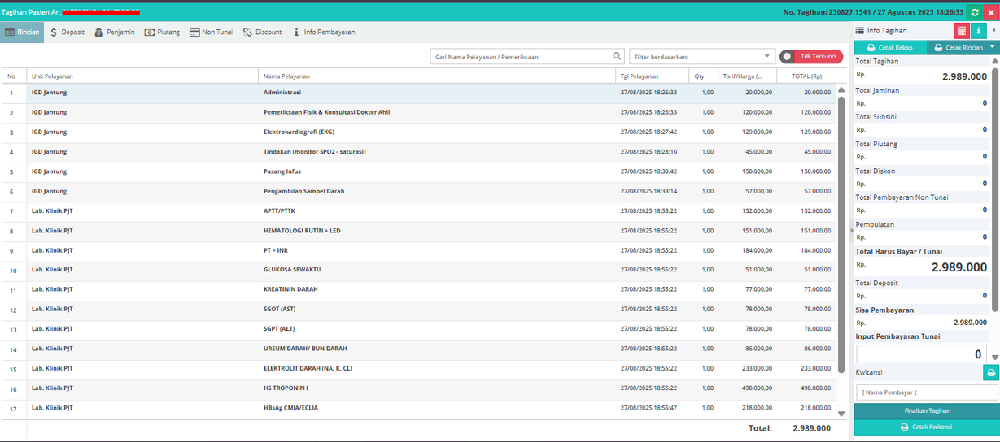 Tagihan Pasien An.
No. Tagihan: 250827.1541 / 27 Agustus 2025 18:26:33
Rincian Deposit Penjamin Piutang Non Tunai Discount Info Pembayaran
Cari Nama Pelayanan / Pemeriksaan Filter berdasarkan: Tdk Terkunci
No Unit Pelayanan Nama Pelayanan Tgl Pelayanan Qty Tarif/Harga (... TOTAL (Rp)
1 IGD Jantung Administrasi 27/08/2025 18:26:33 1,00 20.000,00 20.000,00
2 IGD Jantung Pemeriksaan Fisik & Konsultasi Dokter Ahli 27/08/2025 18:26:33 1,00 120.000,00 120.000,00
3 IGD Jantung Elektrokardiografi (EKG) 27/08/2025 18:27:42 1,00 129.000,00 129.000,00
4 IGD Jantung Tindakan (monitor SPO2 - saturasi) 27/08/2025 18:28:10 1,00 45.000,00 45.000,00
5 IGD Jantung Pasang Infus 27/08/2025 18:30:42 1,00 150.000,00 150.000,00
6 IGD Jantung Pengambilan Sampel Darah 27/08/2025 18:33:14 1,00 57.000,00 57.000,00
7 Lab. Klinik PJT APTT/PTTK 27/08/2025 18:55:22 1,00 152.000,00 152.000,00
8 Lab. Klinik PJT HEMATOLOGI RUTIN + LED 27/08/2025 18:55:22 1,00 151.000,00 151.000,00
9 Lab. Klinik PJT PT + INR 27/08/2025 18:55:22 1,00 184.000,00 184.000,00
10 Lab. Klinik PJT GLUKOSA SEWAKTU 27/08/2025 18:55:22 1,00 51.000,00 51.000,00
11 Lab. Klinik PJT KREATININ DARAH 27/08/2025 18:55:22 1,00 77.000,00 77.000,00
12 Lab. Klinik PJT SGOT (AST) 27/08/2025 18:55:22 1,00 78.000,00 78.000,00
13 Lab. Klinik PJT SGPT (ALT) 27/08/2025 18:55:22 1,00 78.000,00 78.000,00
14 Lab. Klinik PJT UREUM DARAH/ BUN DARAH 27/08/2025 18:55:22 1,00 86.000,00 86.000,00
15 Lab. Klinik PJT ELEKTROLIT DARAH (NA, K, CL) 27/08/2025 18:55:22 1,00 233.000,00 233.000,00
16 Lab. Klinik PJT HS TROPONIN I 27/08/2025 18:55:22 1,00 498.000,00 498.000,00
17 Lab. Klinik PJT HBsAg CMIA/ECLIA 27/08/2025 18:55:47 1,00 218.000,00 218.000,00
Total: 2.989.000
Info Tagihan
Cetak Rekap Cetak Rincian
Total Tagihan
Rp. 2.989.000
Total Jaminan
Rp. 0
Total Subsidi
Rp. 0
Total Piutang
Rp. 0
Total Diskon
Rp. 0
Total Pembayaran Non Tunai
Rp. 0
Pembulatan
Rp. 0
Total Harus Bayar / Tunai
Rp. 2.989.000
Total Deposit
Rp. 0
Sisa Pembayaran
Rp. 2.989.000
Input Pembayaran Tunai
0
Kwitansi
[ Nama Pembayar ]
Finalkan Tagihan
Cetak Kwitansi